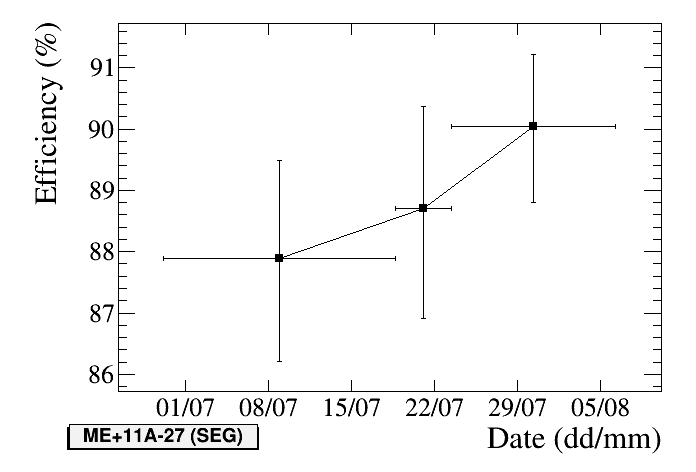 Efficiency (%)
91
90
89
88
87
86
01/07 08/07 15/07 22/07 29/07 05/08
ME+11A-27 (SEG)
Date (dd/mm)